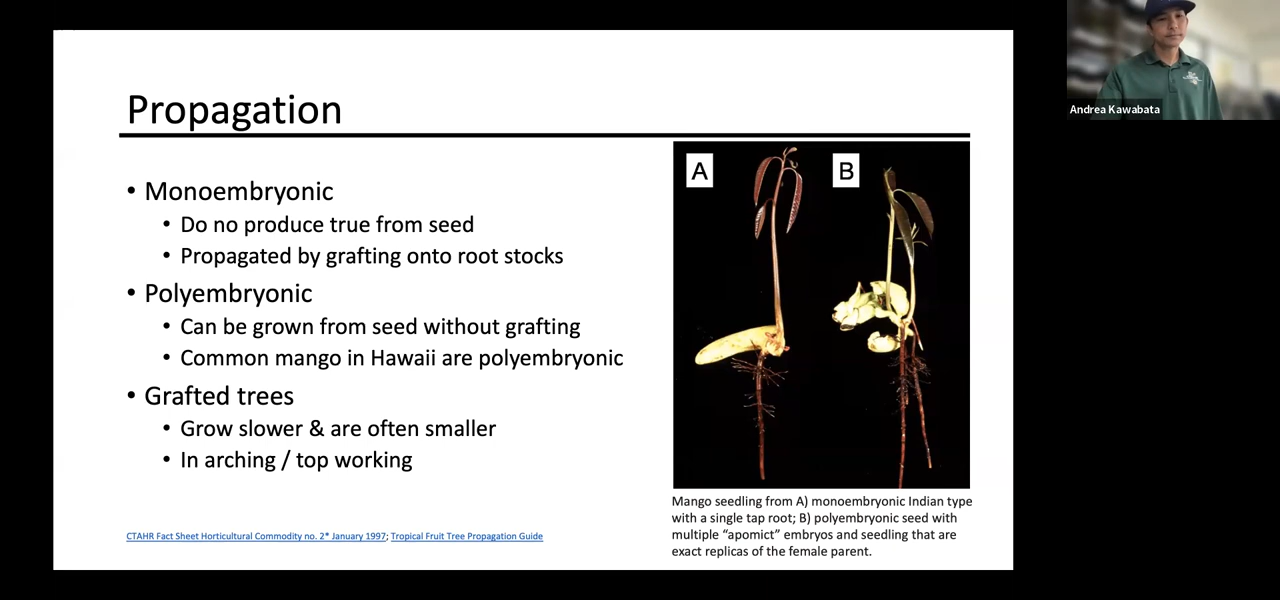 Propagation
• Monoembryonic
• Do no produce true from seed
• Propagated by grafting onto root stocks
• Polyembryonic
• Can be grown from seed without grafting
• Common mango in Hawaii are polyembryonic
• Grafted trees
• Grow slower & are often smaller
• In arching / top working
CTAHR Fact Sheet Horticultural Commodity no. 2* January 1997; Tropical Fruit Tree Propagation Guide
A
B
Mango seedling from A) monoembryonic Indian type
with a single tap root; B) polyembryonic seed with
multiple “apomict” embryos and seedling that are
exact replicas of the female parent.
Andrea Kawabata